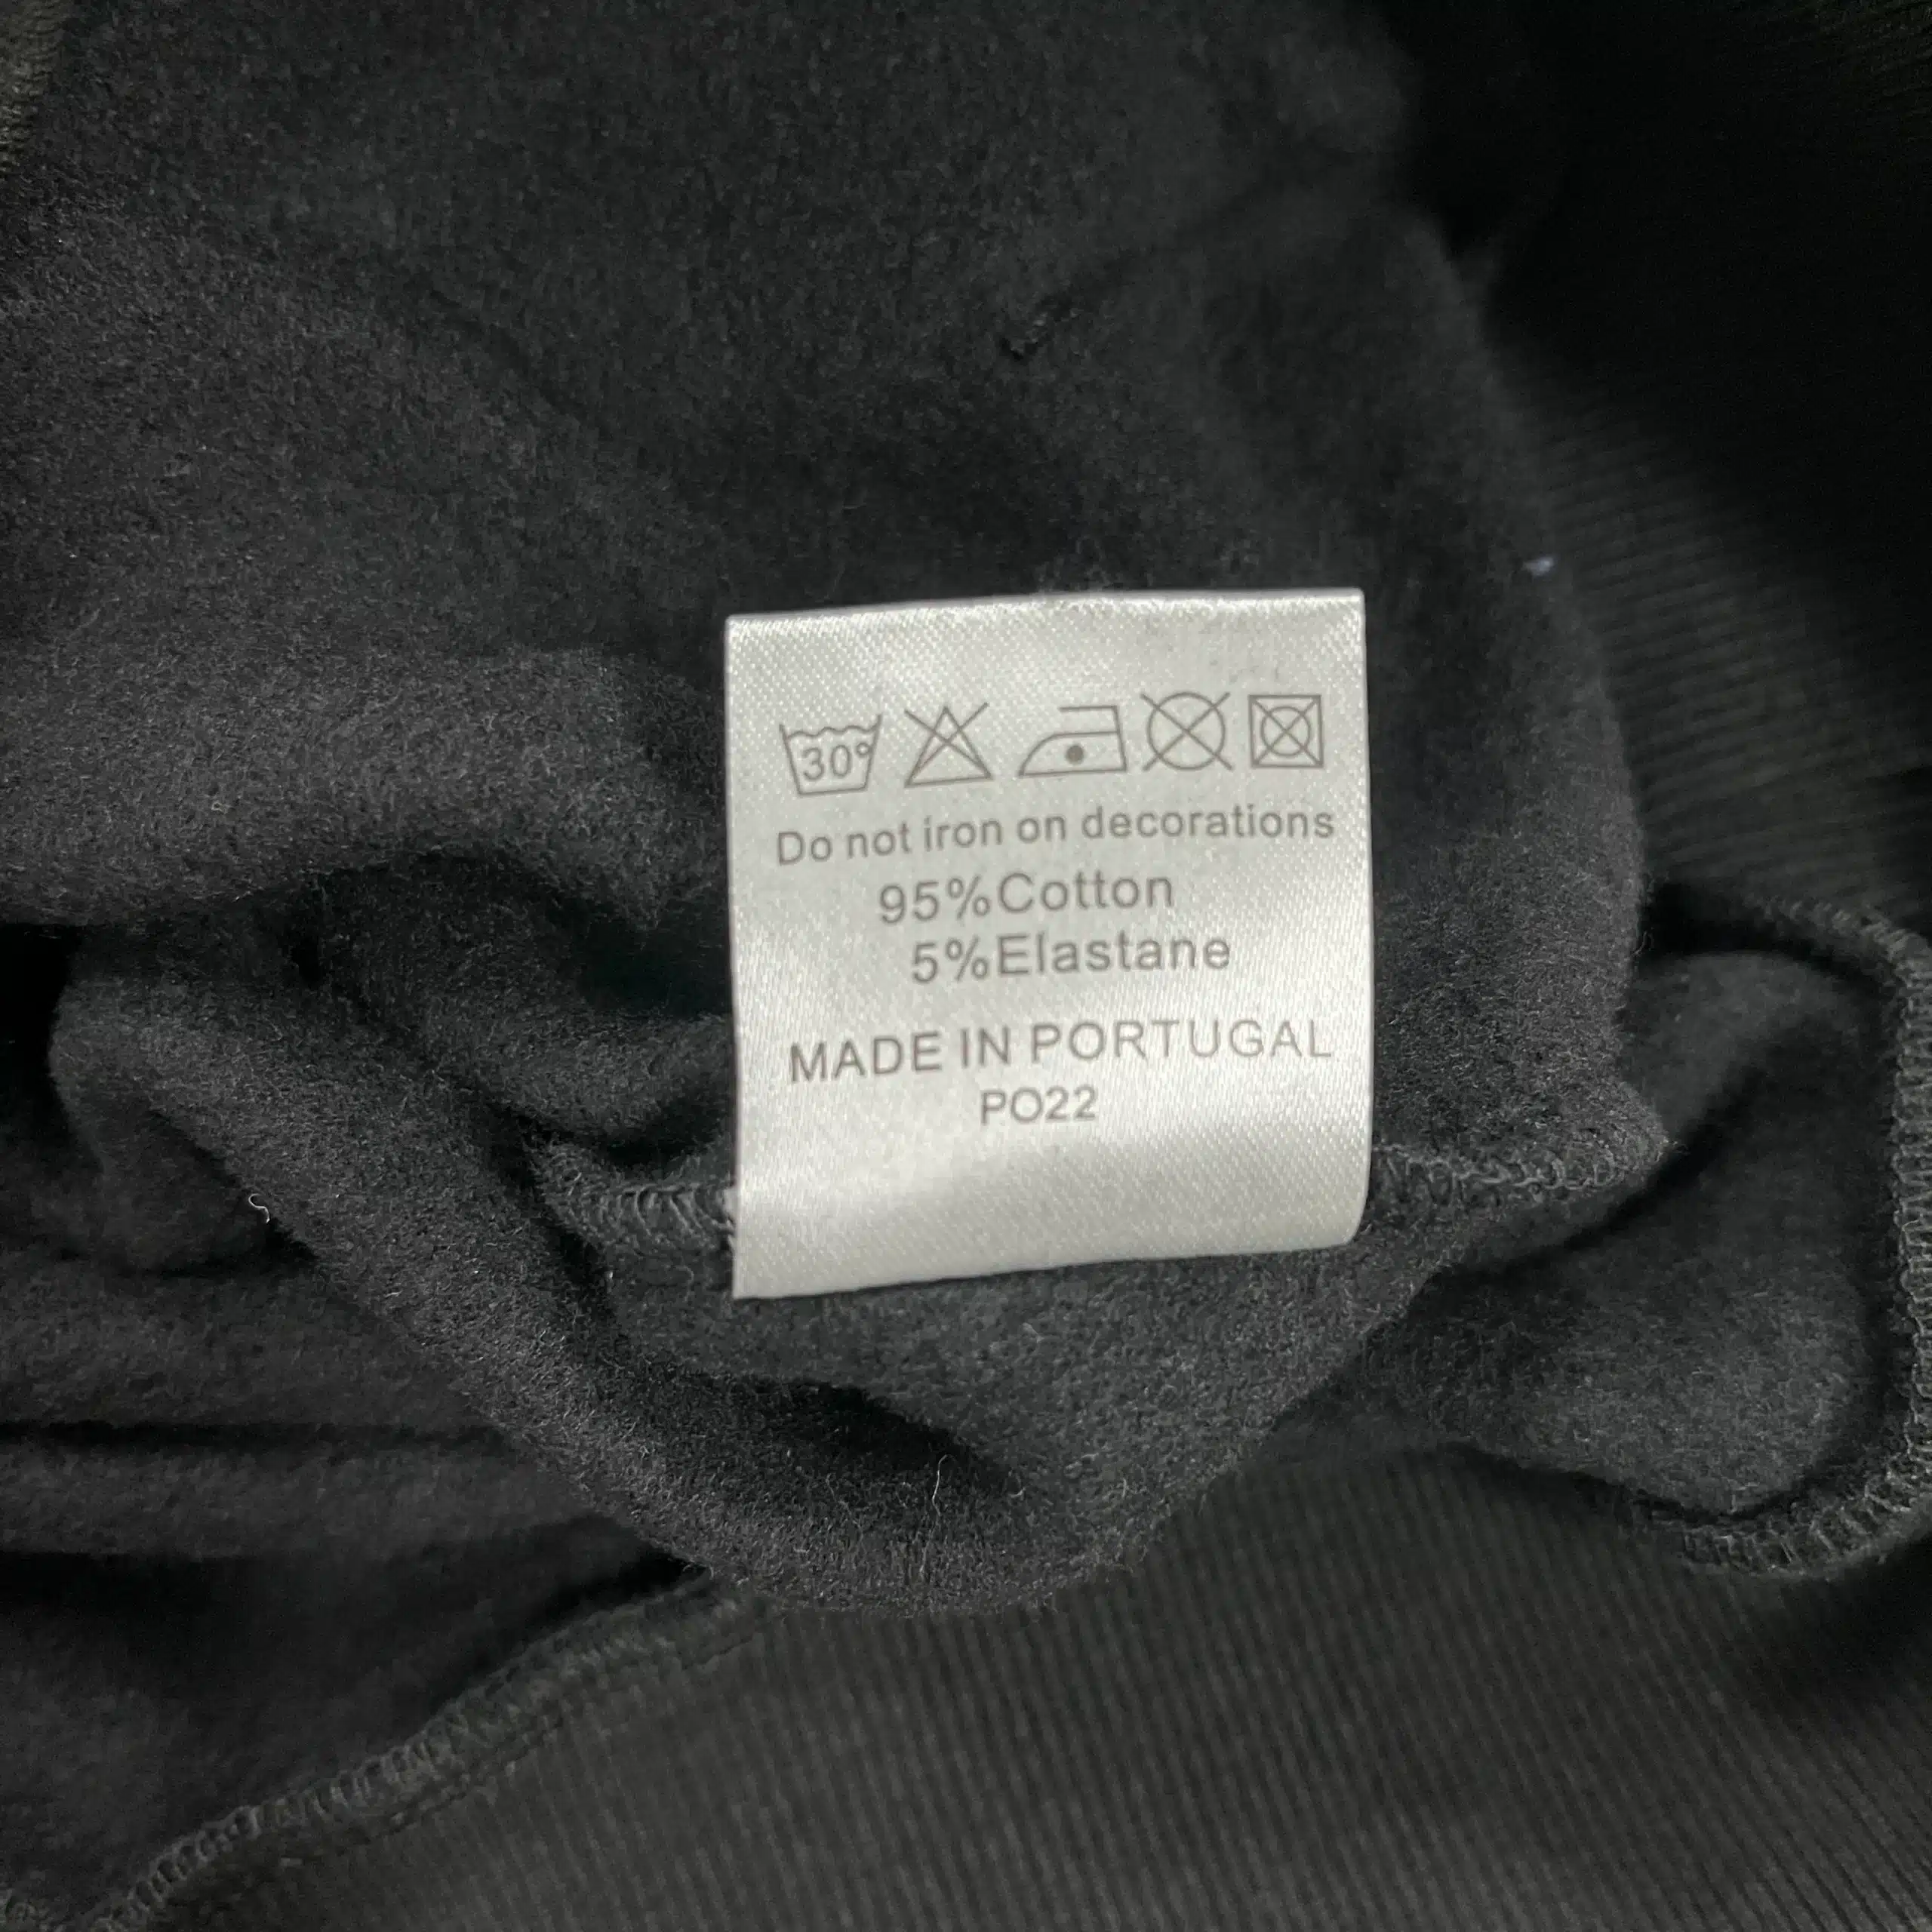 30°
Do not iron on decorations
95%Cotton
5%Elastane
MADE IN PORTUGAL
PO22